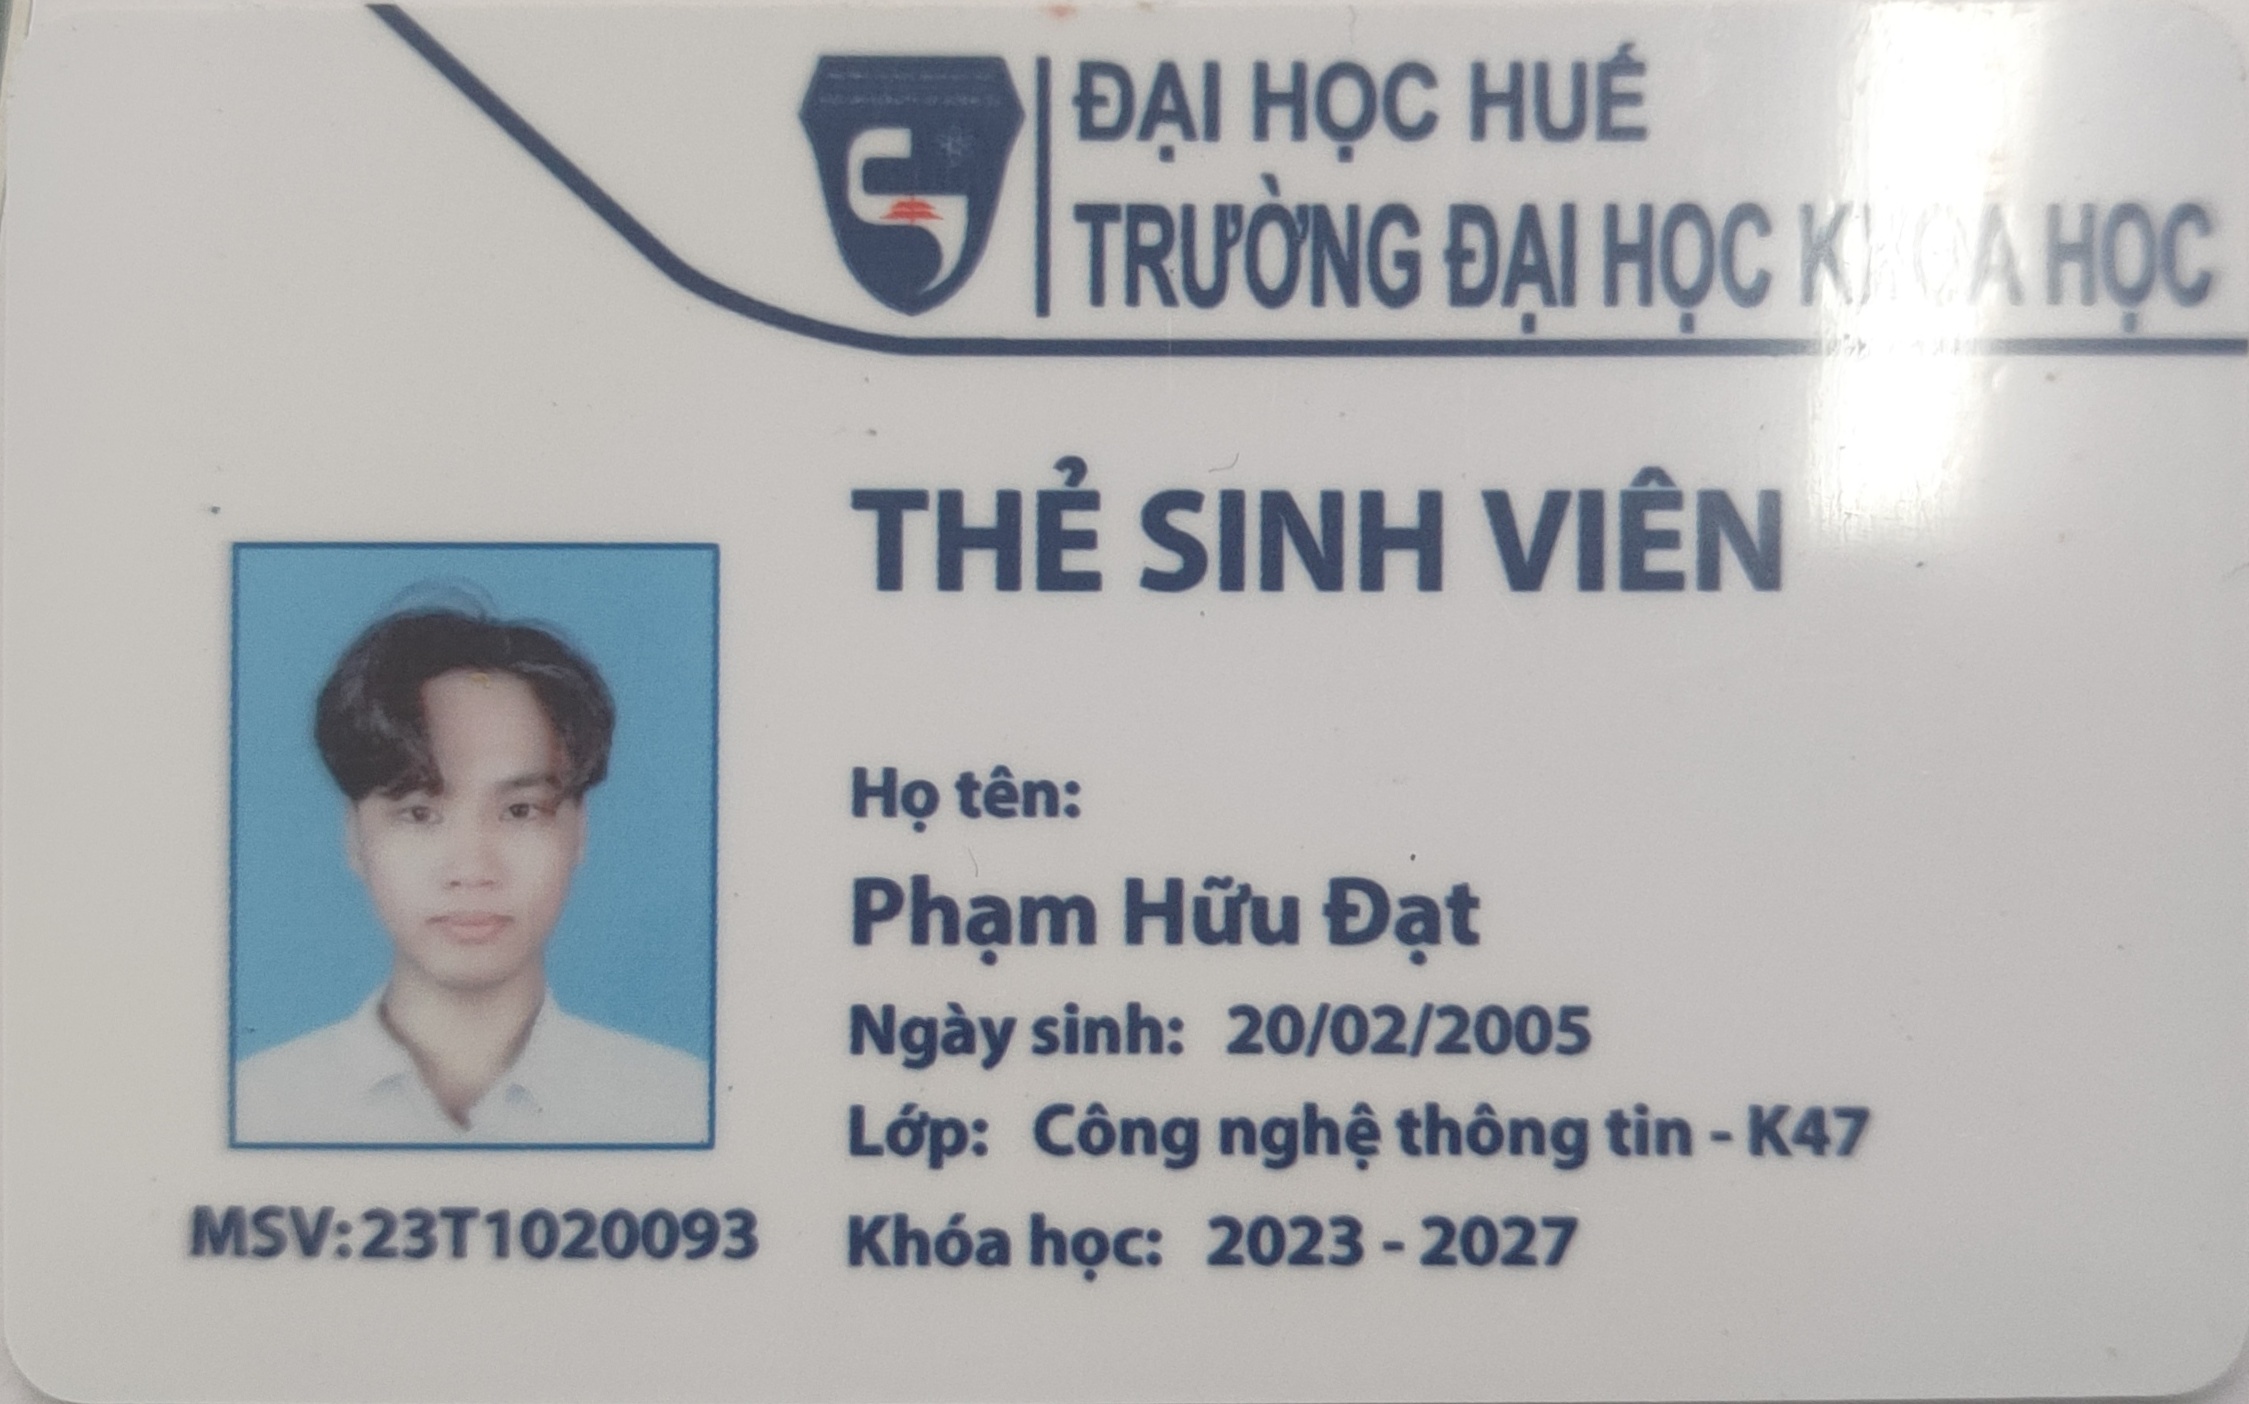 ĐẠI HỌC HUẾ
TRƯỜNG ĐẠI HỌC KHOA HỌC
THẺ SINH VIÊN
Họ tên:
Phạm Hữu Đạt
Ngày sinh: 20/02/2005
Lớp: Công nghệ thông tin - K47
MSV:23T1020093
Khóa học: 2023 - 2027